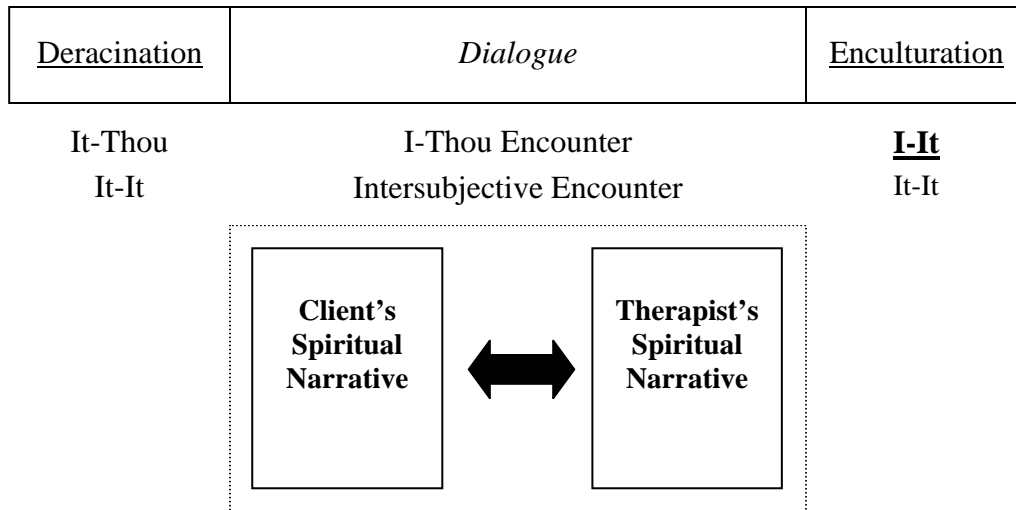 Deracination Dialogue Enculturation
It-Thou I-Thou Encounter I-It
It-It Intersubjective Encounter It-It
Client’s
Spiritual
Narrative
Therapist’s
Spiritual
Narrative